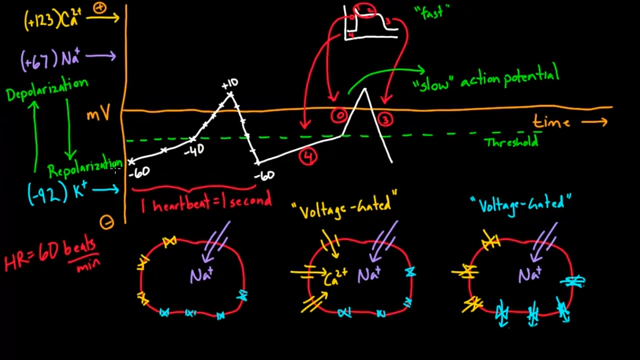 (+123) Ca2+ +
(+67) Na+
Depolarization
mV
Repolarization
(-92) K+
−
HR = 60 beats/min
-60
-40
+10
-60
1 heartbeat = 1 second
4
0
3
"fast"
"slow" action potential
time
Threshold
Na+
"Voltage-Gated"
Ca2+ Na+
"Voltage-Gated"
Na+